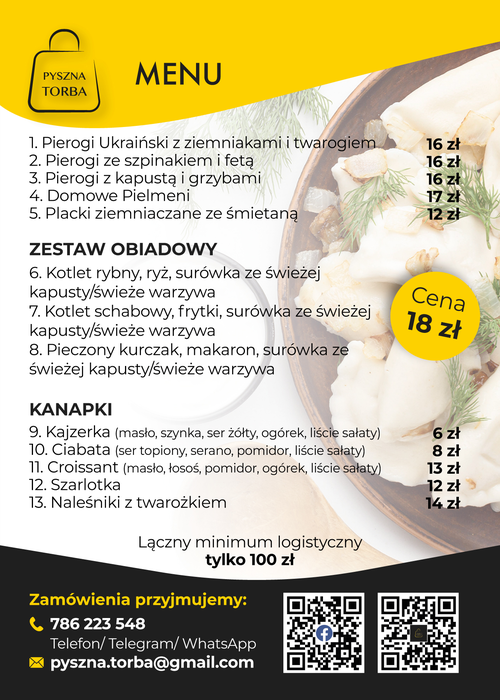 PYSZNA
TORBA
MENU
1. Pierogi Ukraiński z ziemniakami i twarogiem 16 zł
2. Pierogi ze szpinakiem i fetą 16 zł
3. Pierogi z kapustą i grzybami 16 zł
4. Domowe Pielmeni 17 zł
5. Placki ziemniaczane ze śmietaną 12 zł
ZESTAW OBIADOWY
6. Kotlet rybny, ryż, surówka ze świeżej
kapusty/świeże warzywa
7. Kotlet schabowy, frytki, surówka ze świeżej
kapusty/świeże warzywa
8. Pieczony kurczak, makaron, surówka ze
świeżej kapusty/świeże warzywa
Cena
18 zł
KANAPKI
9. Kajzerka (masło, szynka, ser żółty, ogórek, liście sałaty) 6 zł
10. Ciabata (ser topiony, serano, pomidor, liście sałaty) 8 zł
11. Croissant (masło, łosoś, pomidor, ogórek, liście sałaty) 13 zł
12. Szarlotka 12 zł
13. Naleśniki z twarożkiem 14 zł
Lączny minimum logistyczny
tylko 100 zł
Zamówienia przyjmujemy:
786 223 548
Telefon/ Telegram/ WhatsApp
pyszna.torba@gmail.com